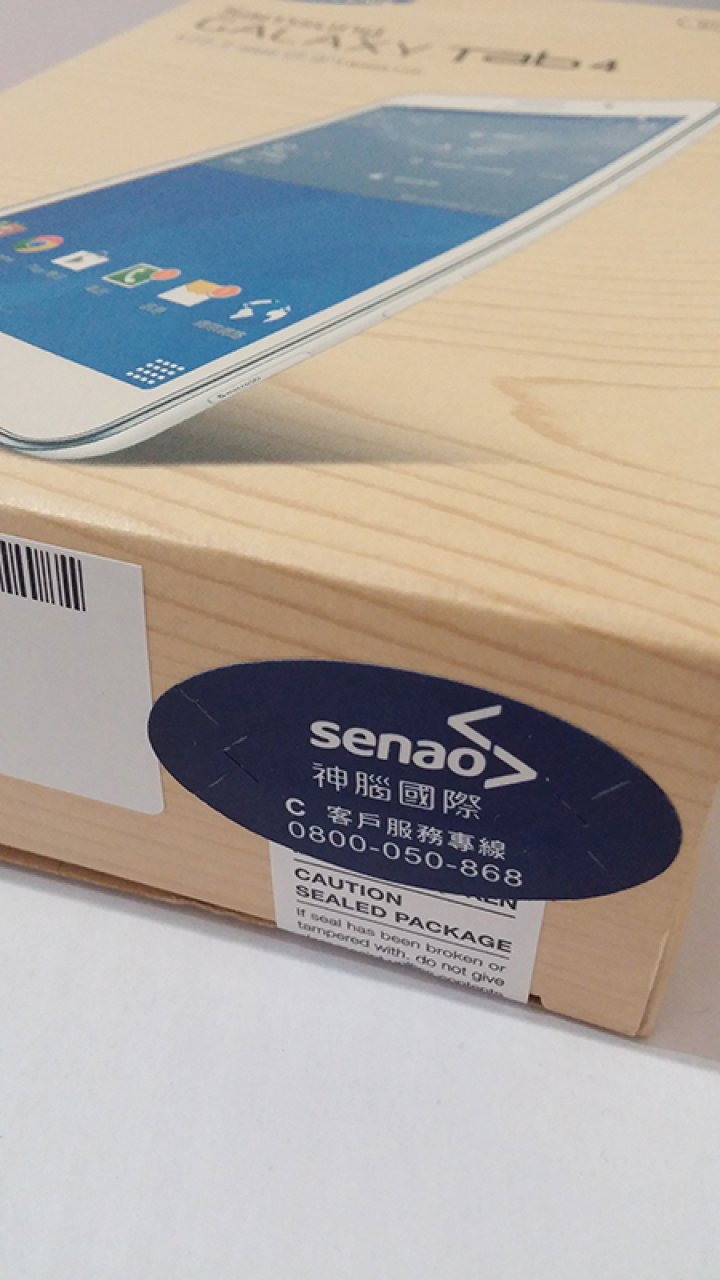 SAMSUNG
GALAXY Tab4
senao
神腦國際
C 客戶服務專線
0800-050-868
CAUTION
SEALED PACKAGE
If seal has been broken or
tampered with, do not give